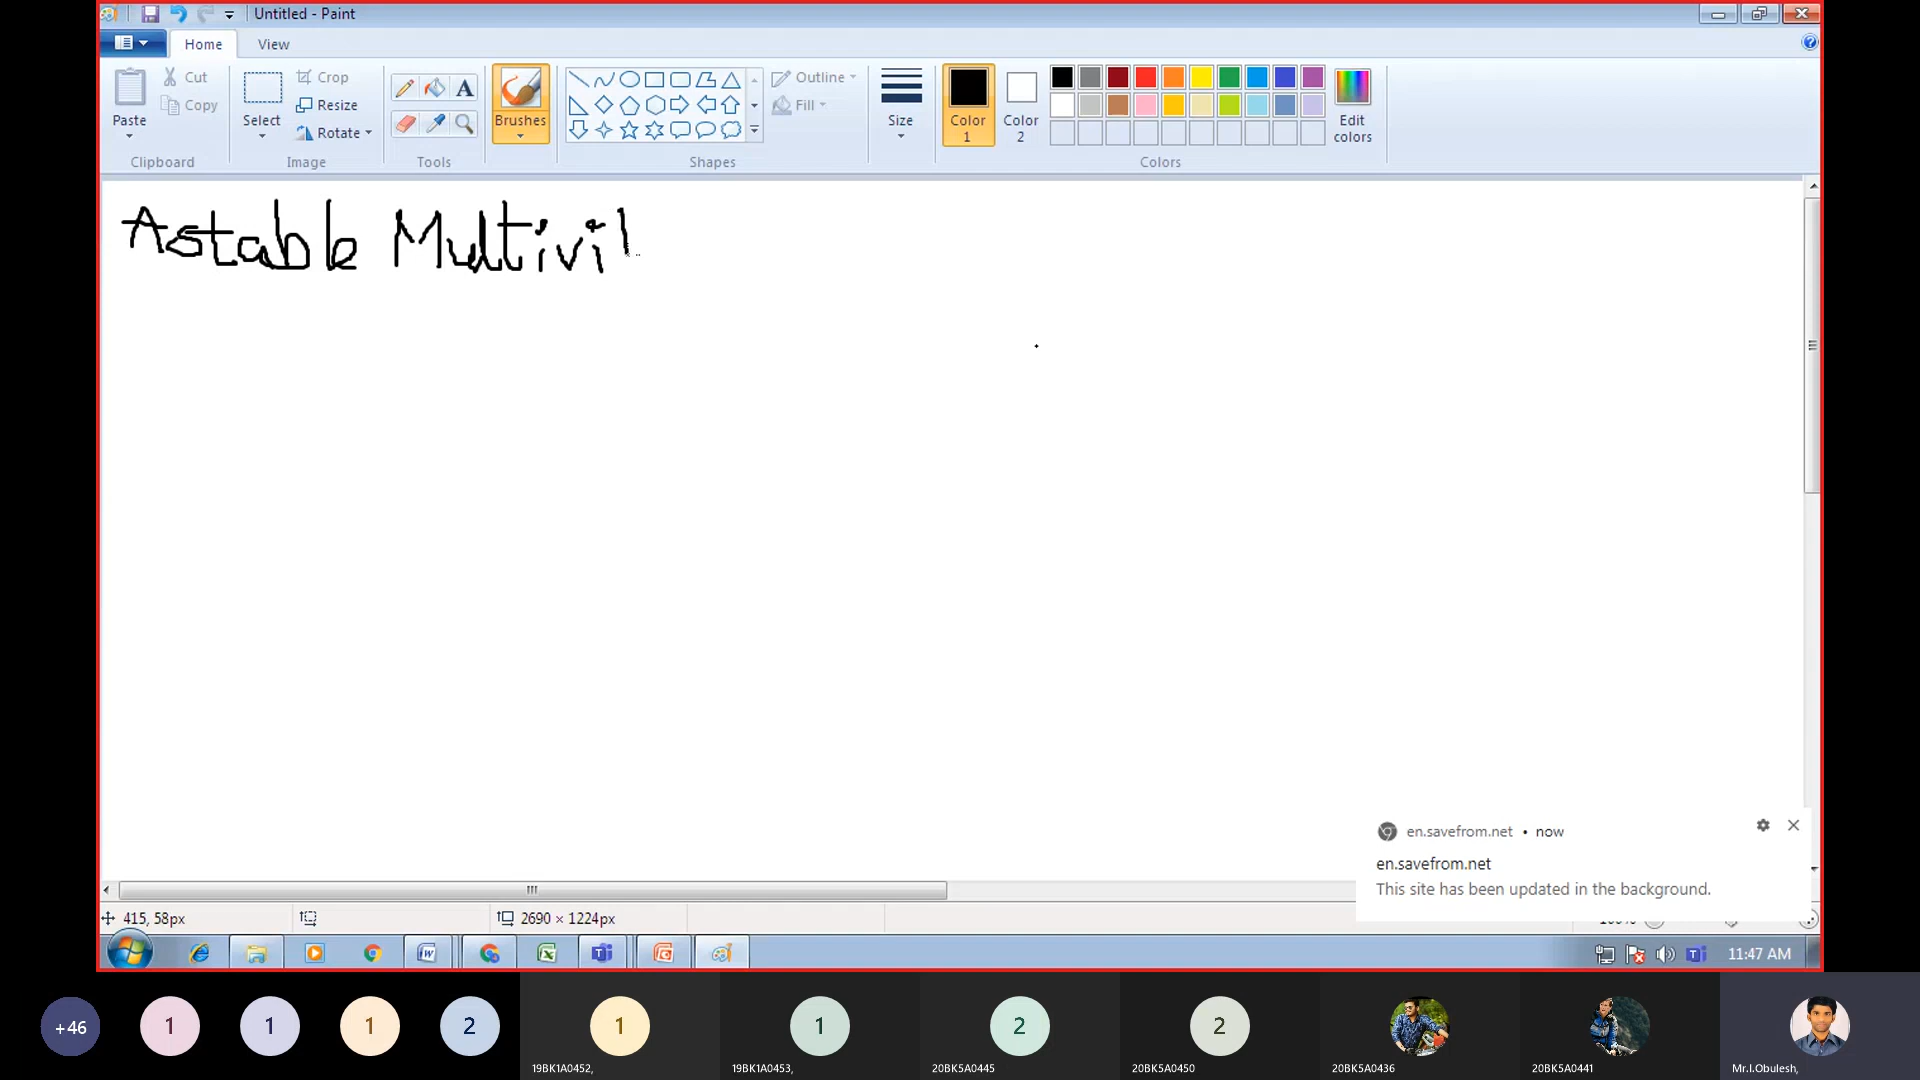 Untitled - Paint
Home View
Cut
Crop
Outline
Copy
Resize
Fill
Paste Select Rotate Brushes Size Color 1 Color 2 Edit colors
Clipboard Image Tools Shapes Colors
Astable Multivi
en.savefrom.net • now
en.savefrom.net
This site has been updated in the background.
415, 58px 2690 × 1224px
11:47 AM
+46 1 1 1 2 1 1 2 2
19BK1A0452, 19BK1A0453, 20BK5A0445 20BK5A0450 20BK5A0436 20BK5A0441 Mr.I.Obulesh,